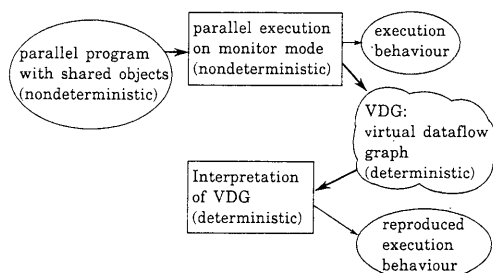 parallel program
with shared objects
(nondeterministic)
parallel execution
on monitor mode
(nondeterministic)
execution
behaviour
VDG:
virtual dataflow
graph
(deterministic)
Interpretation
of VDG
(deterministic)
reproduced
execution
behaviour